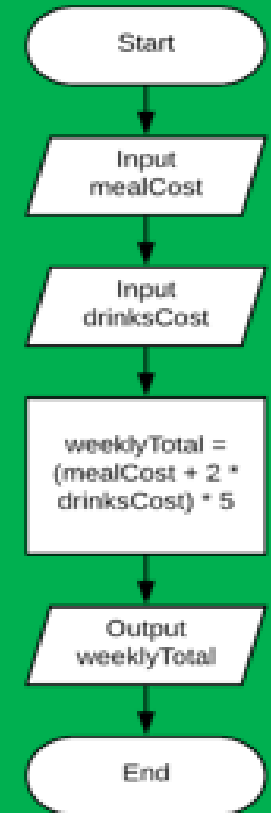 Start
Input
mealCost
Input
drinksCost
weeklyTotal =
(mealCost + 2 *
drinksCost) * 5
Output
weeklyTotal
End